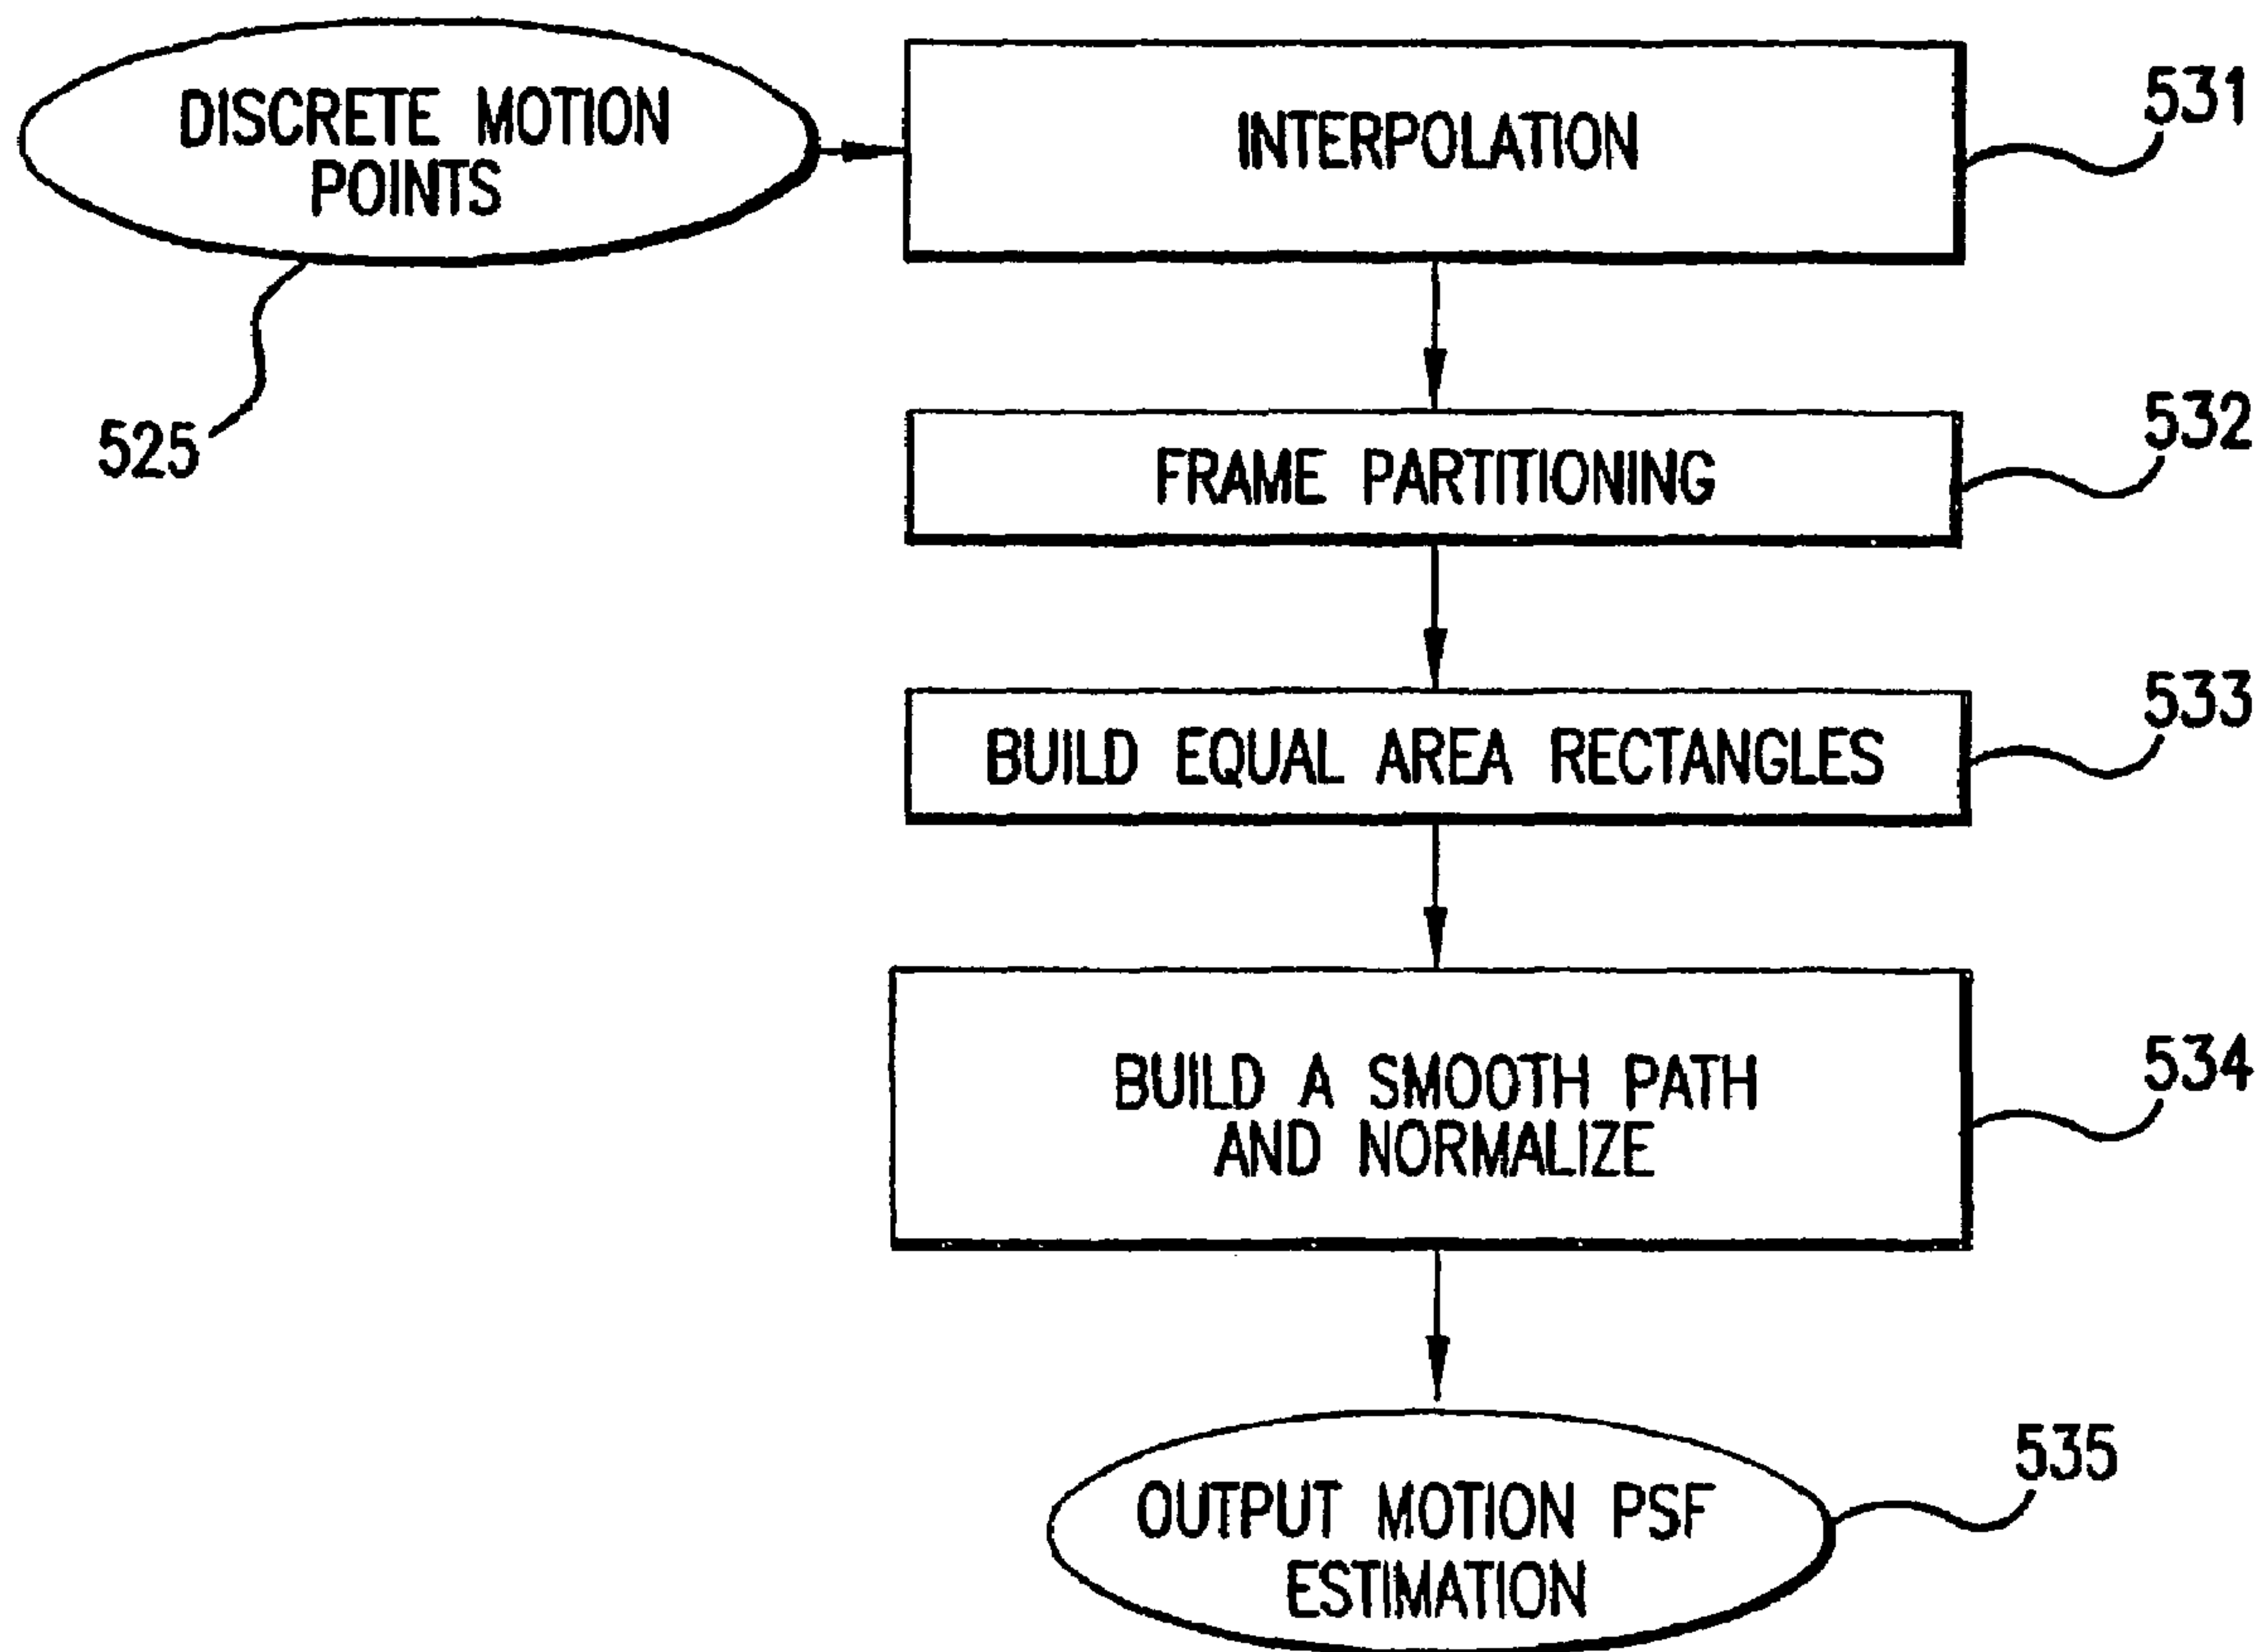 DISCRETE MOTION
POINTS
525
INTERPOLATION
531
FRAME PARTITIONING
532
BUILD EQUAL AREA RECTANGLES
533
BUILD A SMOOTH PATH
AND NORMALIZE
534
OUTPUT MOTION PSF
ESTIMATION
535